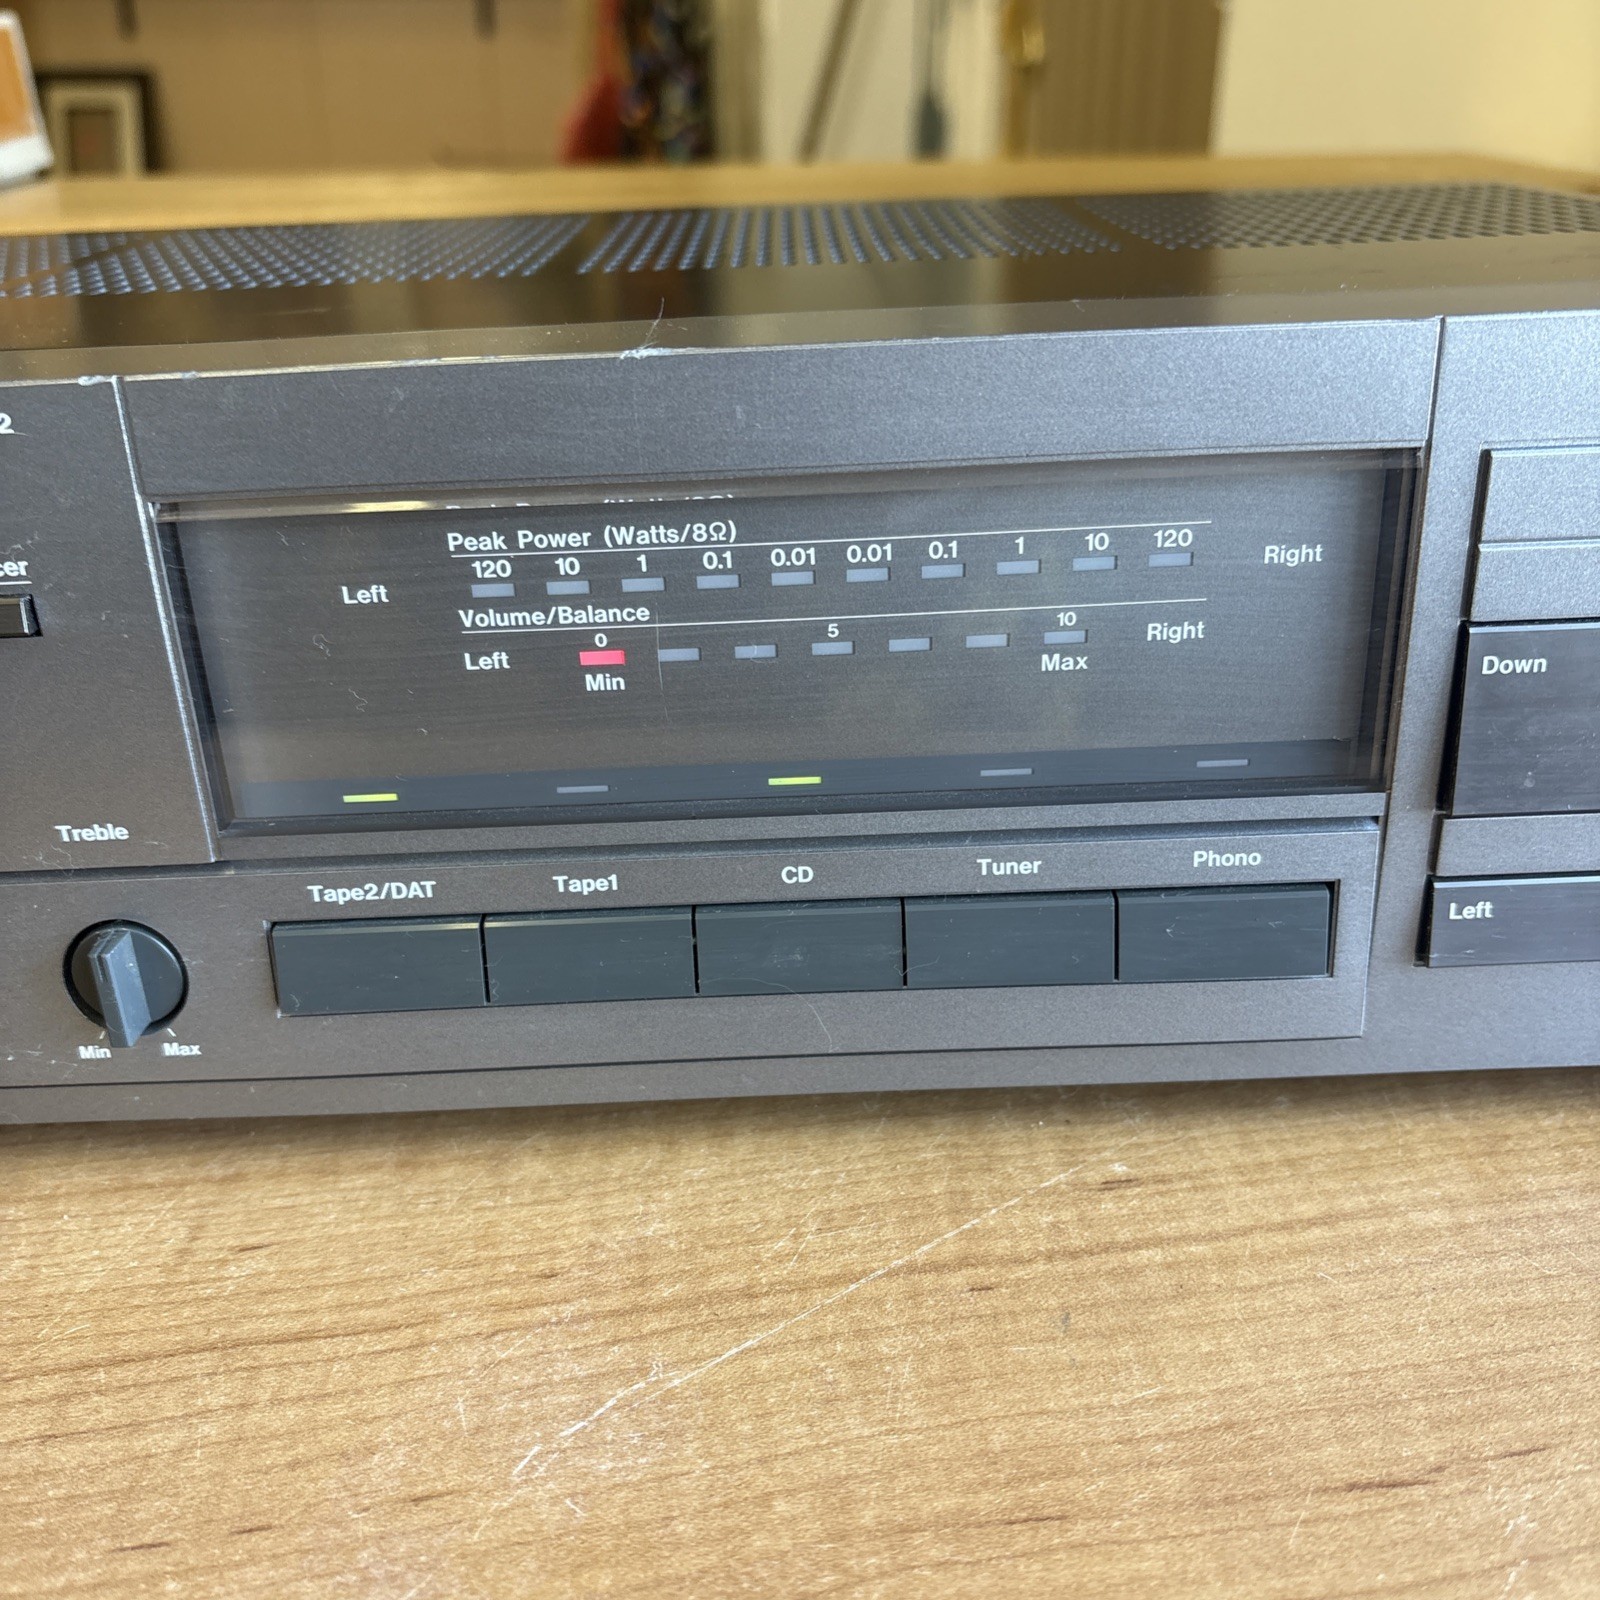 2
cer
Peak Power (Watts/8Ω)
120 10 1 0.1 0.01 0.01 0.1 1 10 120
Left Right
Volume/Balance
0 5 10
Left Right
Min Max
Down
Treble
Tape2/DAT Tape1 CD Tuner Phono
Left
Min Max